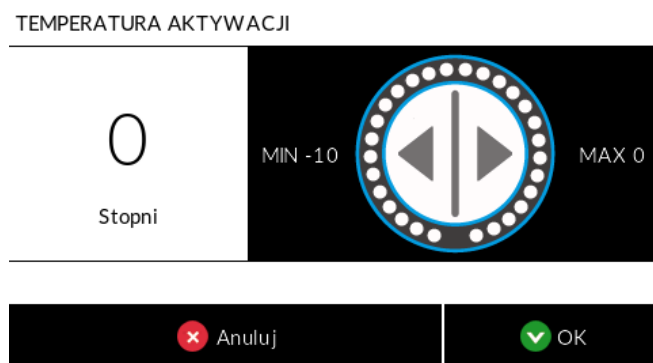 TEMPERATURA AKTYWACJI
0
Stopni
MIN -10
MAX 0
Anuluj
OK